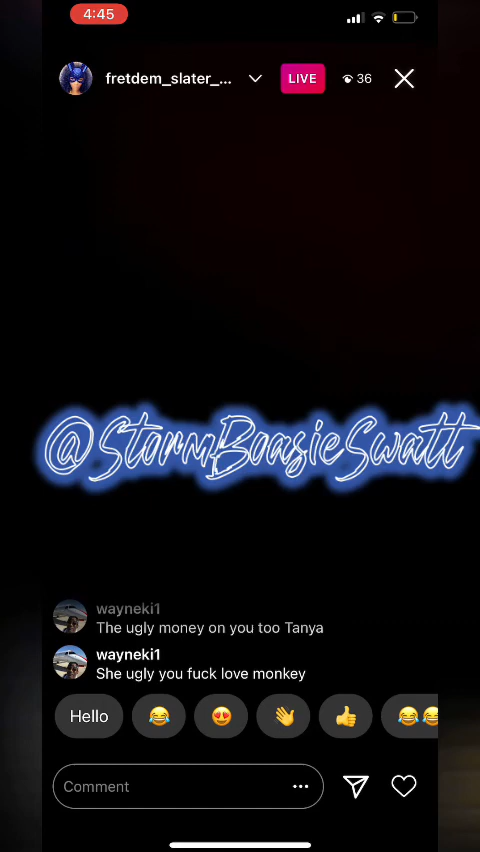 4:45
fretdem_slater_...
LIVE
36
@StormBoasieSwatt
wayneki1
The ugly money on you too Tanya
wayneki1
She ugly you fuck love monkey
Hello
Comment